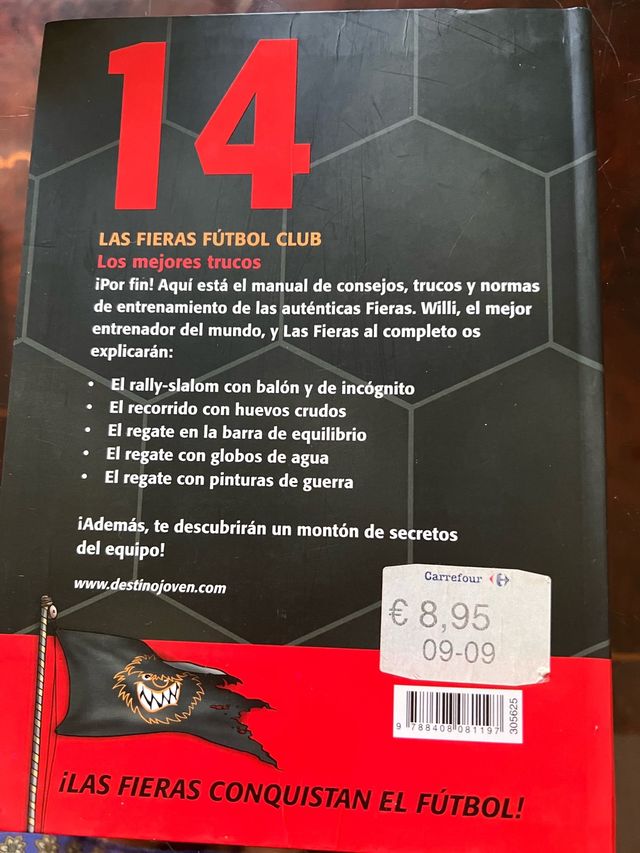 14
LAS FIERAS FÚTBOL CLUB
Los mejores trucos
¡Por fin! Aquí está el manual de consejos, trucos y normas
de entrenamiento de las auténticas Fieras. Willi, el mejor
entrenador del mundo, y Las Fieras al completo os
explicarán:
• El rally-slalom con balón y de incógnito
• El recorrido con huevos crudos
• El regate en la barra de equilibrio
• El regate con globos de agua
• El regate con pinturas de guerra
¡Además, te descubrirán un montón de secretos
del equipo!
www.destinojoven.com
Carrefour
€ 8,95
09-09
9 788408 081197
305625
¡LAS FIERAS CONQUISTAN EL FÚTBOL!